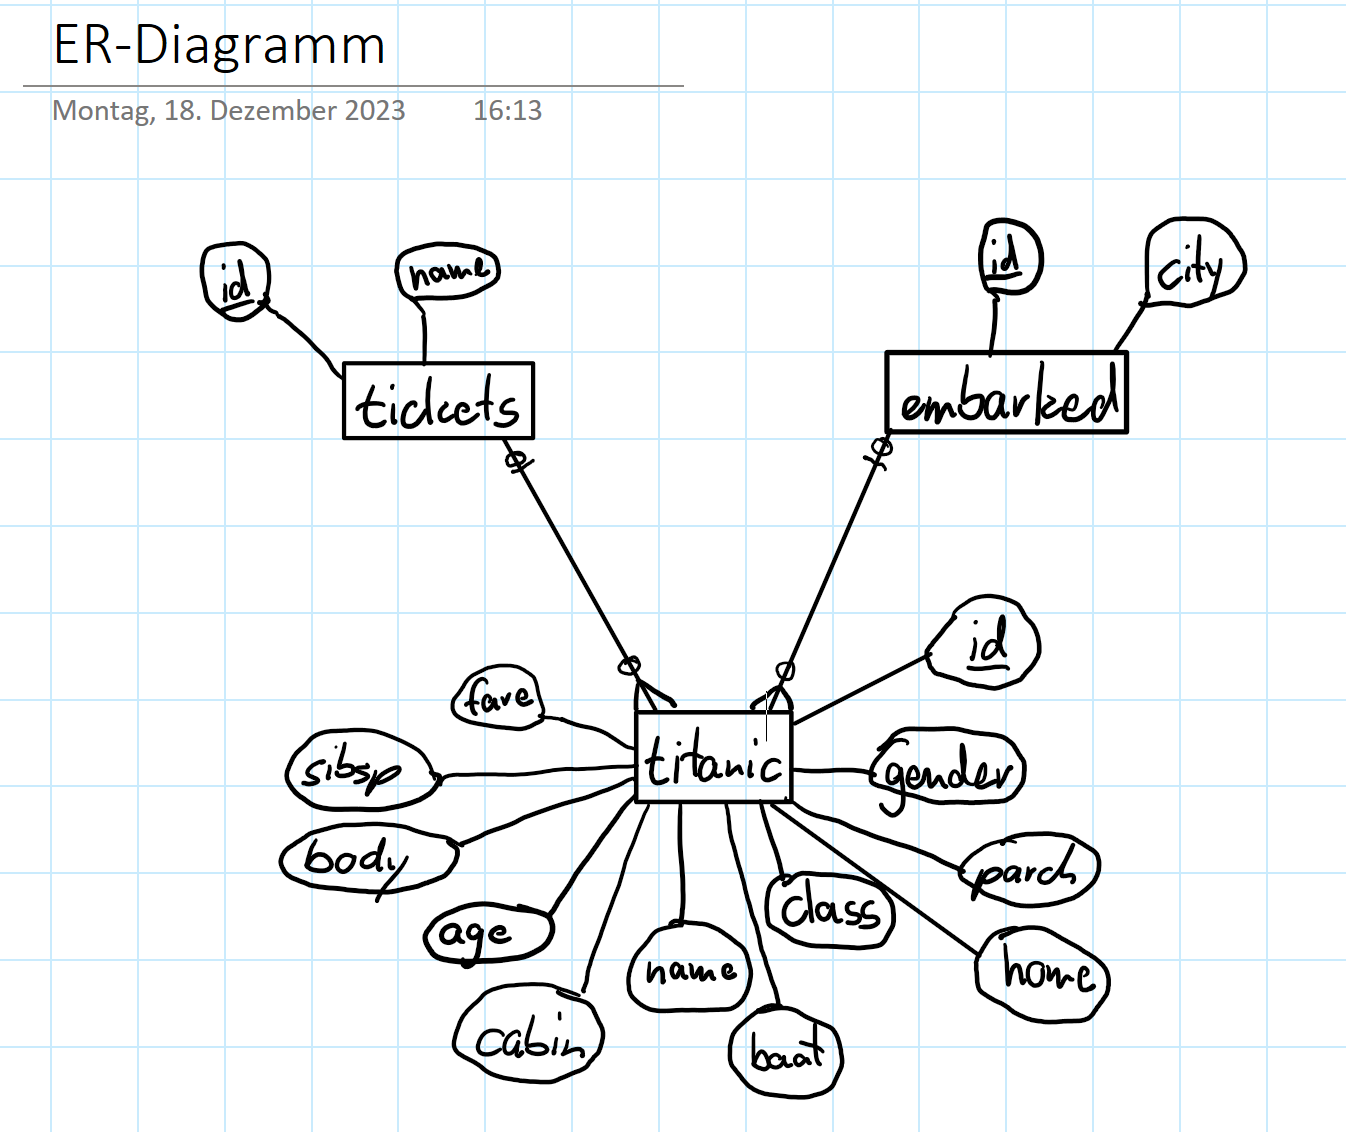 ER-Diagramm
Montag, 18. Dezember 2023 16:13
id
name
id
city
tickets
embarked
id
fare
sibsp
titanic
gender
body
parch
age
class
name
home
cabin
boat